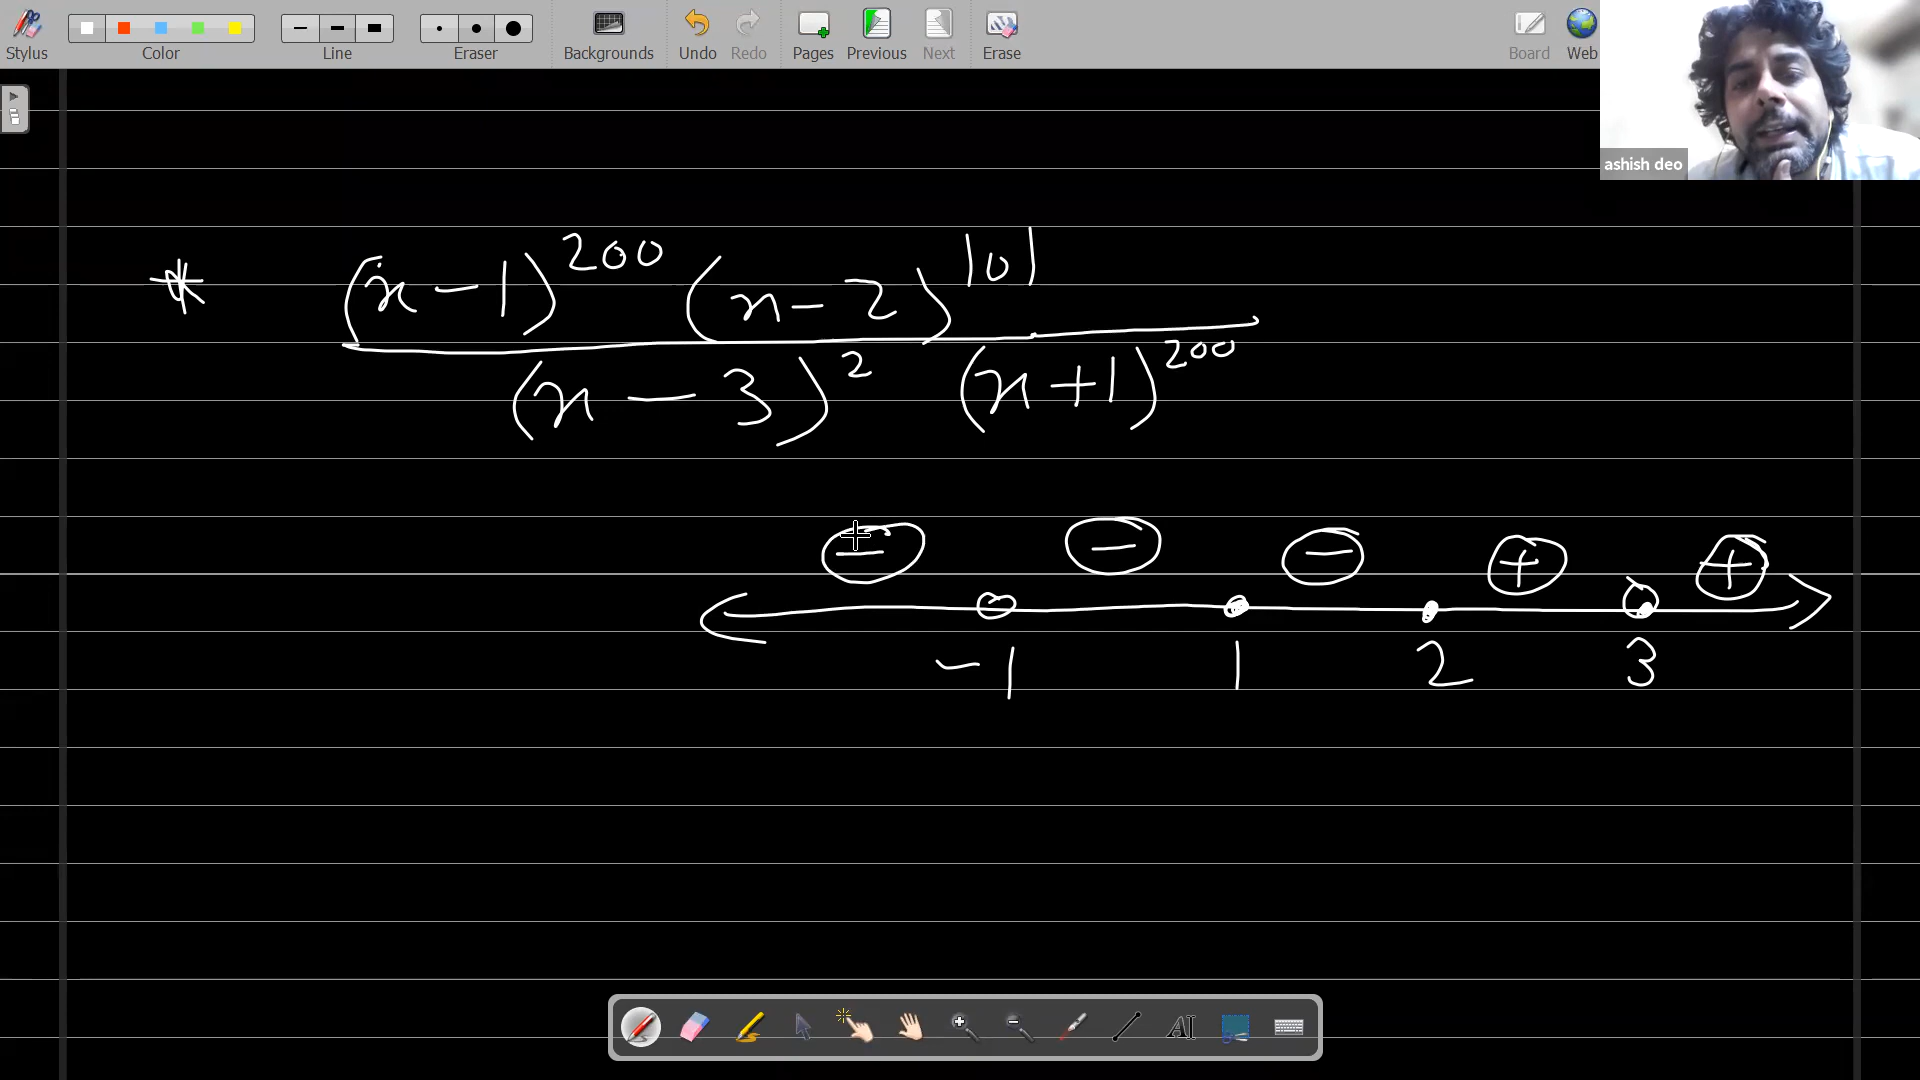 Stylus Color Line Eraser Backgrounds Undo Redo Pages Previous Next Erase Board Web
ashish deo
* (x-1)^200 (x-2)^101
(x-3)^2 (x+1)^200
- - - + +
-1 1 2 3
AI